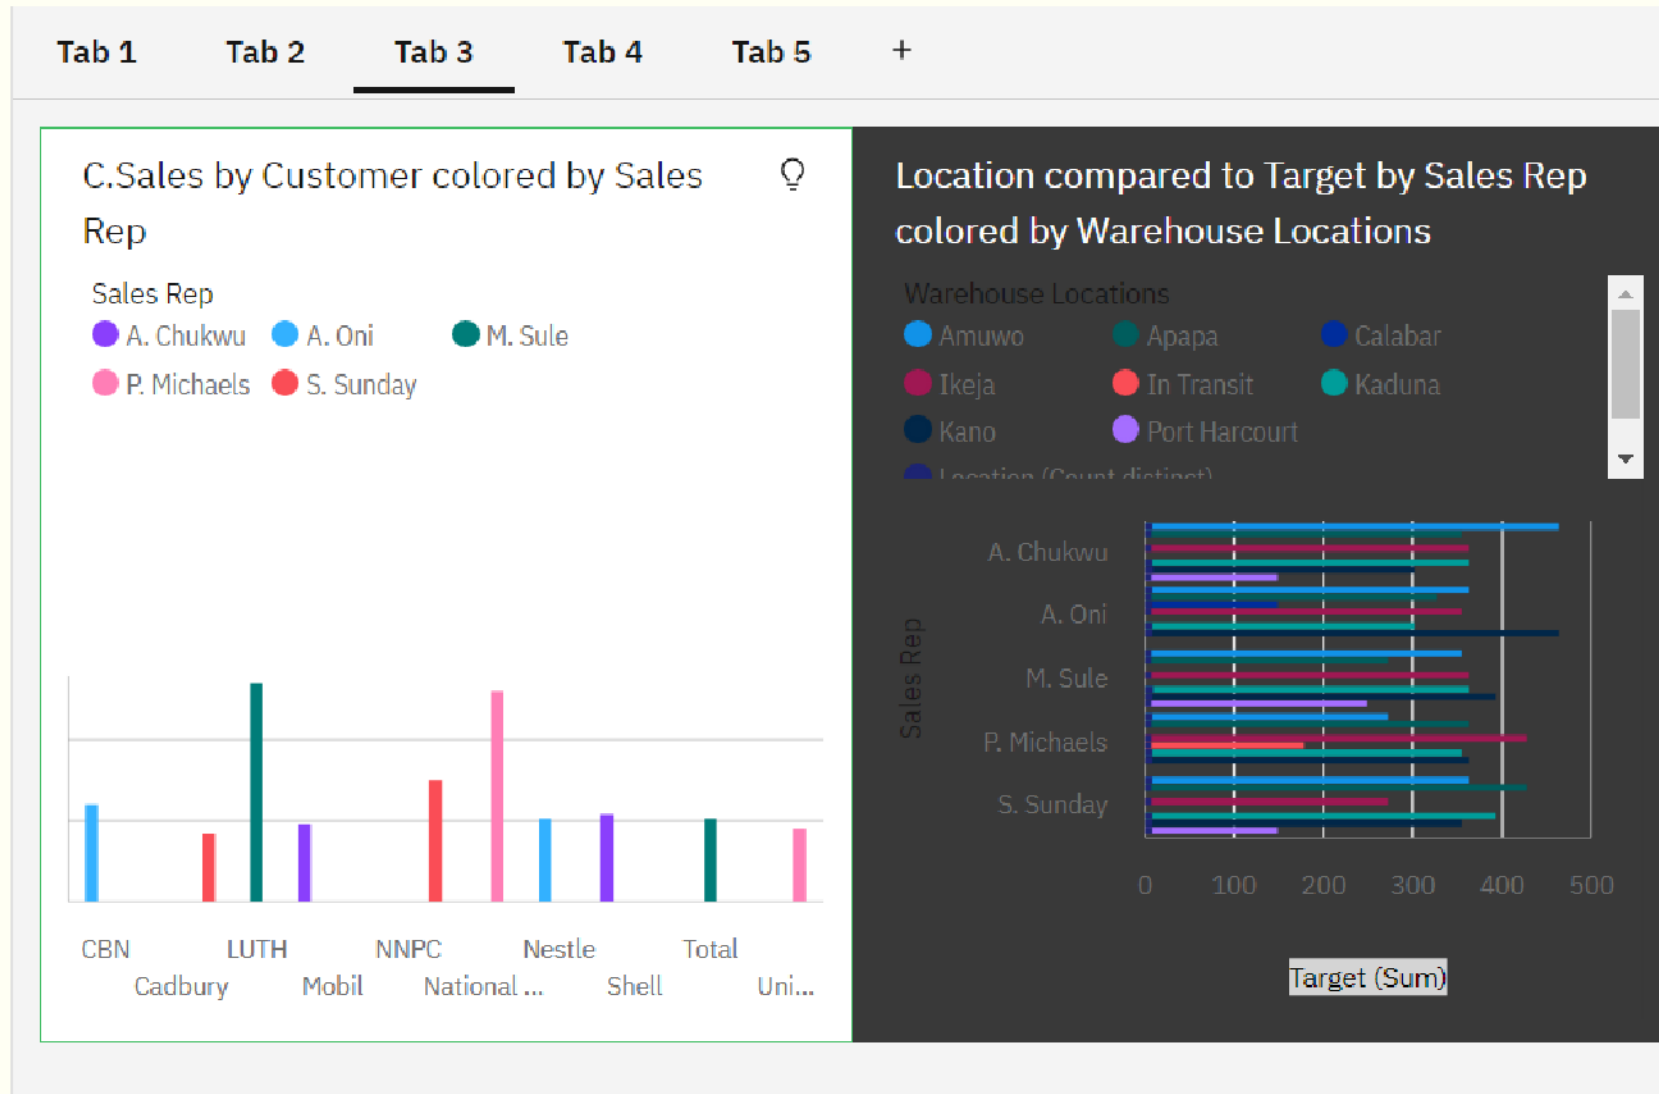 Tab 1 Tab 2 Tab 3 Tab 4 Tab 5 +
C.Sales by Customer colored by Sales
Rep
Sales Rep
A. Chukwu A. Oni M. Sule
P. Michaels S. Sunday
CBN LUTH NNPC Nestle Total
Cadbury Mobil National ... Shell Uni...
Location compared to Target by Sales Rep
colored by Warehouse Locations
Warehouse Locations
Amuwo Apapa Calabar
Ikeja In Transit Kaduna
Kano Port Harcourt
Location (Count distinct)
Sales Rep
A. Chukwu
A. Oni
M. Sule
P. Michaels
S. Sunday
0 100 200 300 400 500
Target (Sum)